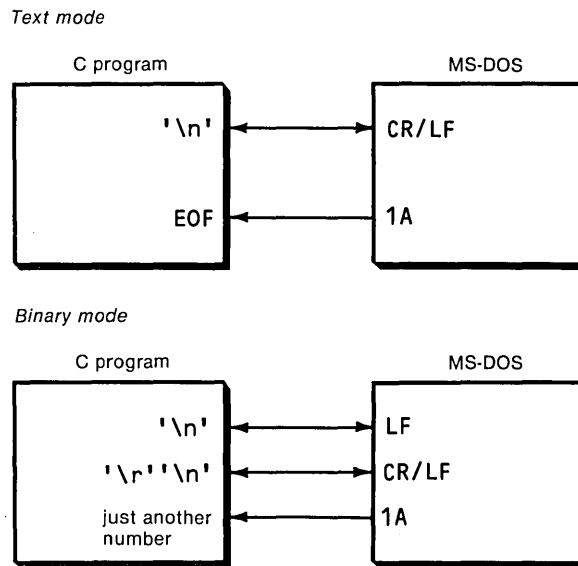 Text mode
C program
MS-DOS
'\n'
CR/LF
EOF
1A
Binary mode
C program
MS-DOS
'\n'
LF
'\r''\n'
CR/LF
just another
number
1A